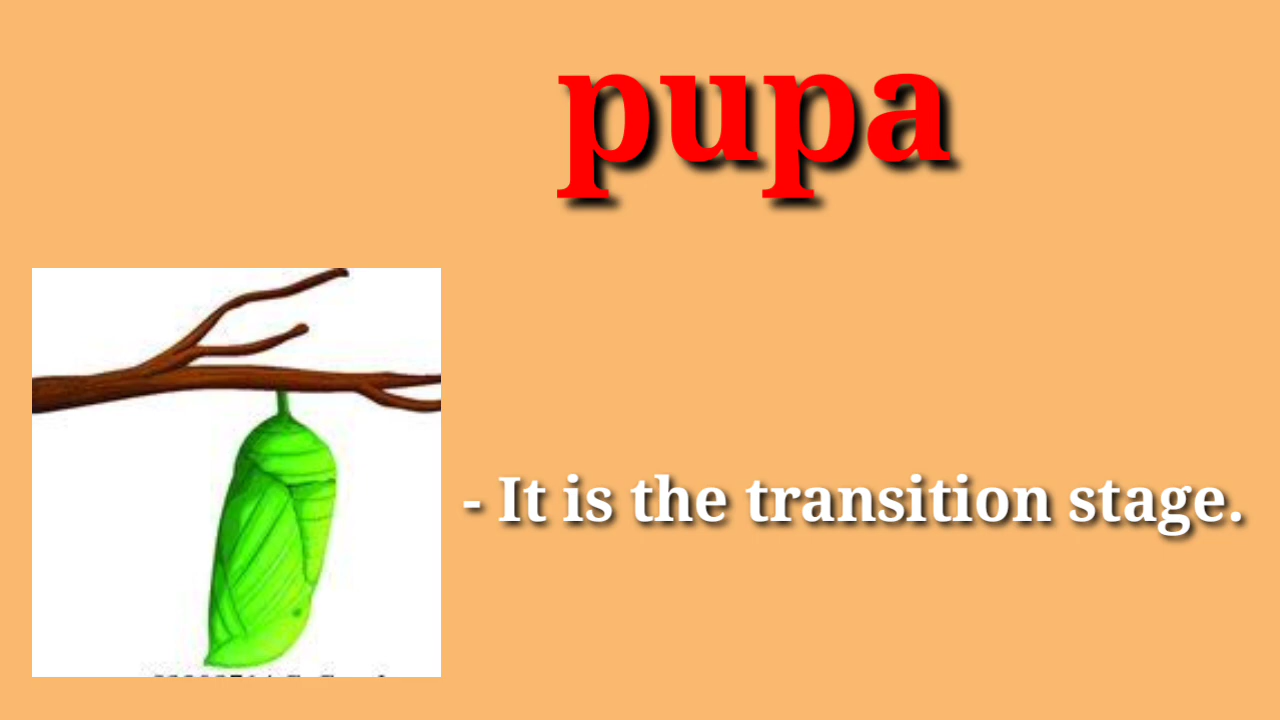 pupa
- It is the transition stage.